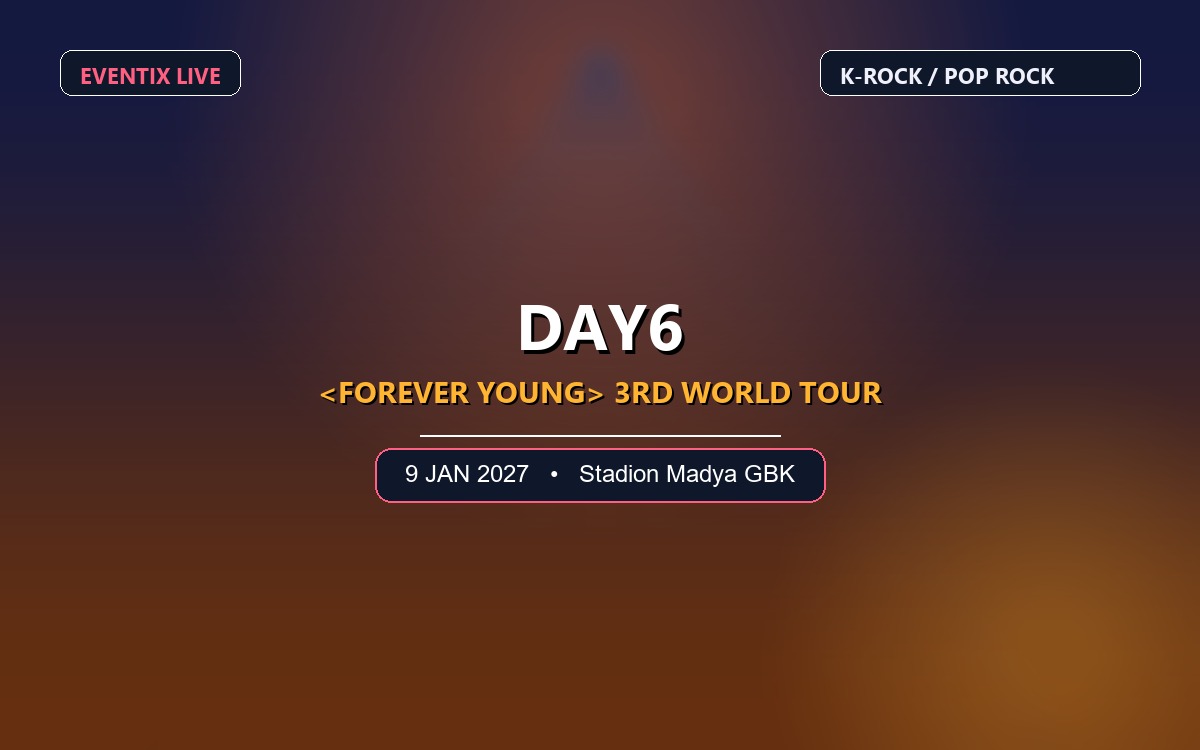 EVENTIX LIVE
K-ROCK / POP ROCK
DAY6
<FOREVER YOUNG> 3RD WORLD TOUR
9 JAN 2027 • Stadion Madya GBK